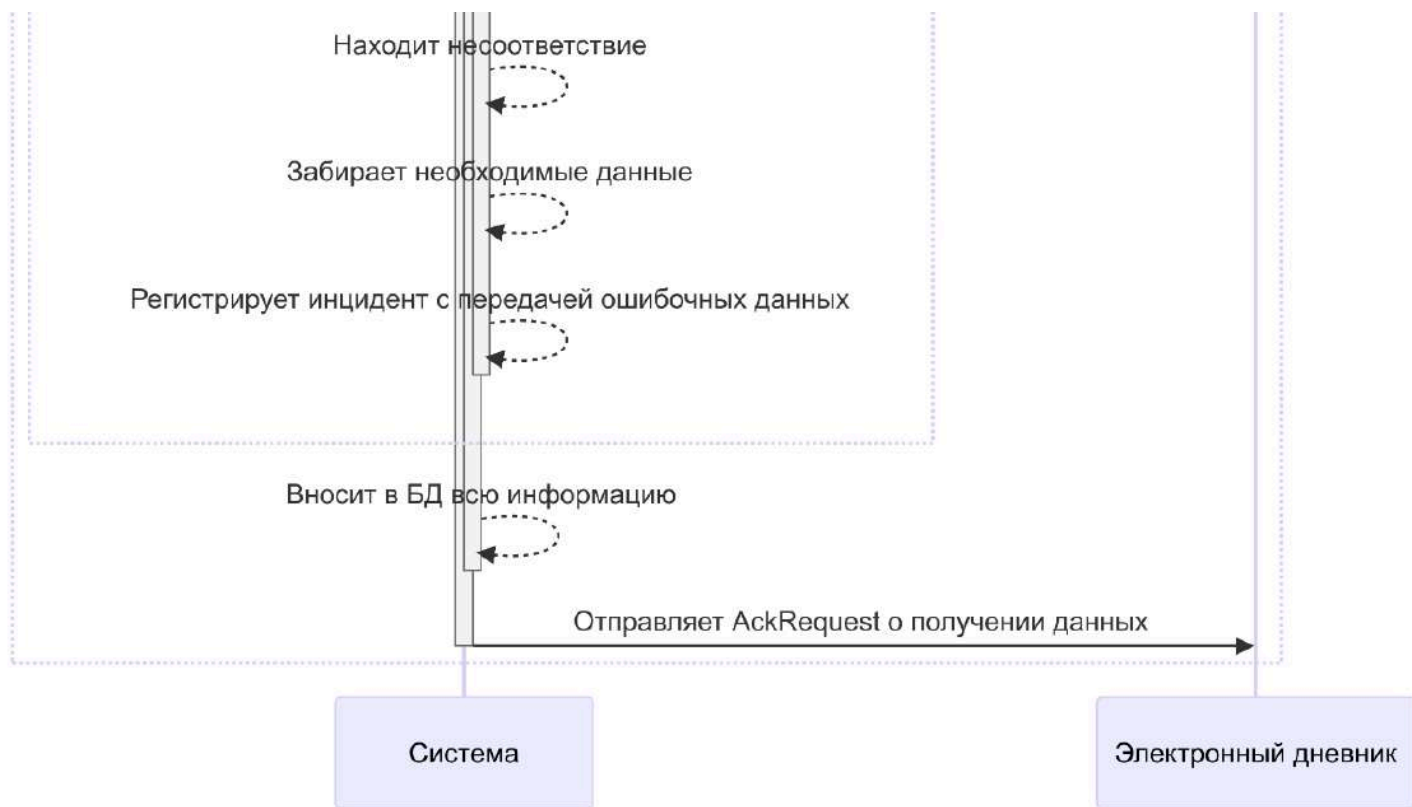 Находит несоответствие
Забирает необходимые данные
Регистрирует инцидент с передачей ошибочных данных
Вносит в БД всю информацию
Отправляет AckRequest о получении данных
Система
Электронный дневник